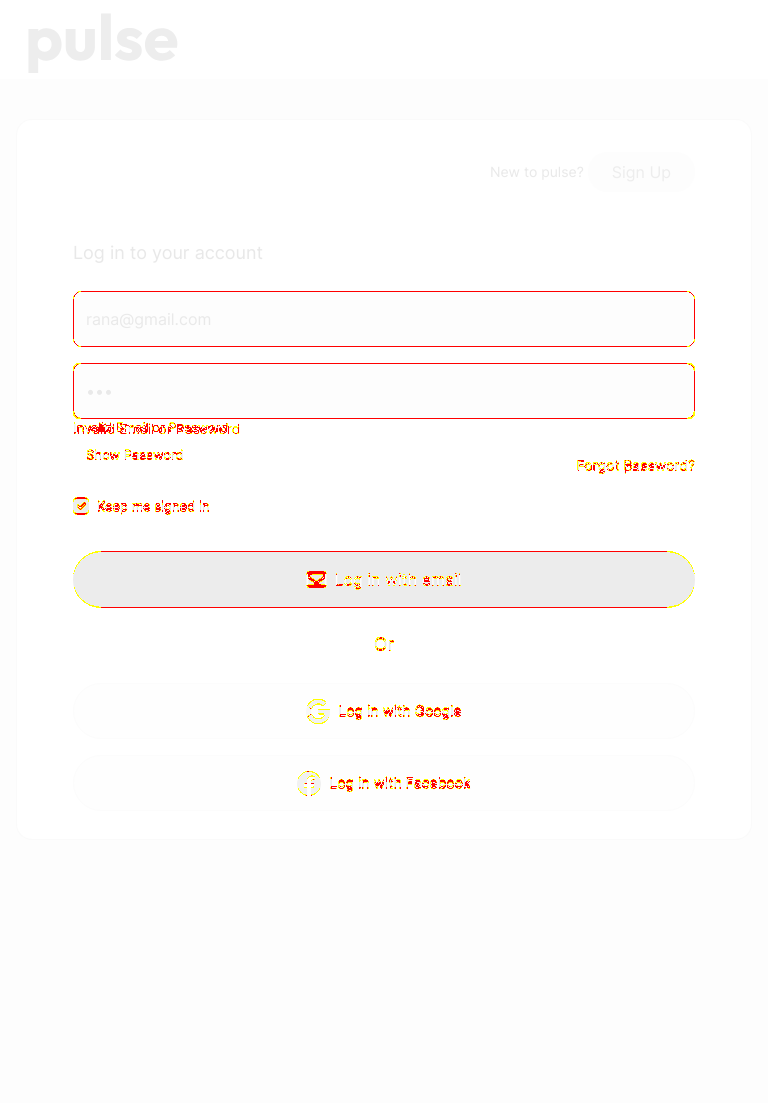 pulse
New to pulse? Sign Up
Log in to your account
rana@gmail.com
Invalid Email or Password
Show Password
Forgot Password?
Keep me signed in
Log in with email
Or
Log in with Google
Log in with Facebook